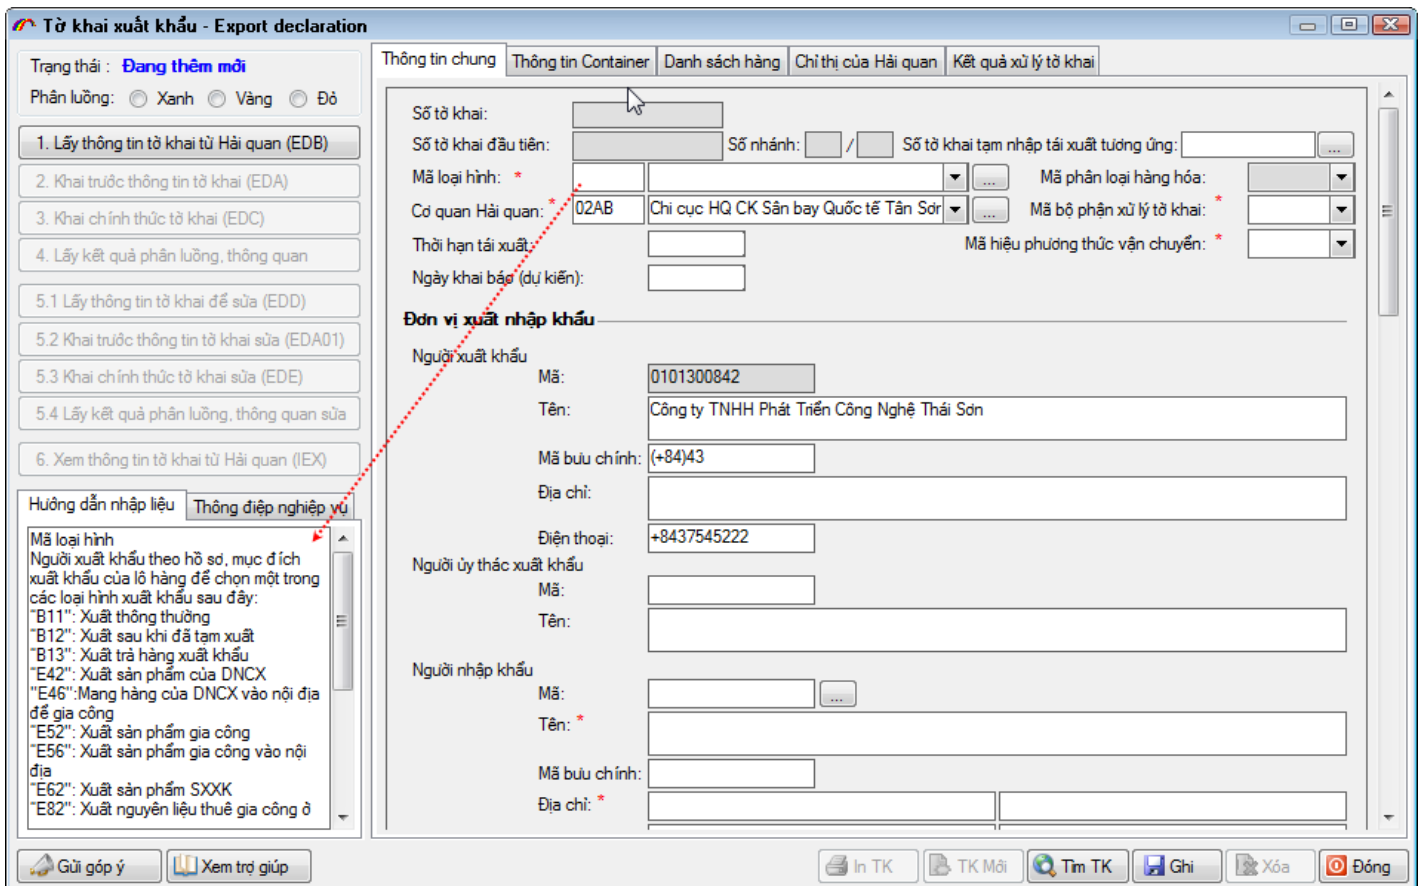 Tờ khai xuất khẩu - Export declaration
Trạng thái : Đang thêm mới
Phân luồng: Xanh Vàng Đỏ
1. Lấy thông tin tờ khai từ Hải quan (EDB)
2. Khai trước thông tin tờ khai (EDA)
3. Khai chính thức tờ khai (EDC)
4. Lấy kết quả phân luồng, thông quan
5.1 Lấy thông tin tờ khai để sửa (EDD)
5.2 Khai trước thông tin tờ khai sửa (EDA01)
5.3 Khai chính thức tờ khai sửa (EDE)
5.4 Lấy kết quả phân luồng, thông quan sửa
6. Xem thông tin tờ khai từ Hải quan (IEX)
Hướng dẫn nhập liệu Thông điệp nghiệp vụ
Mã loại hình
Người xuất khẩu theo hồ sơ, mục đích
xuất khẩu của lô hàng để chọn một trong
các loại hình xuất khẩu sau đây:
"B11": Xuất thông thường
"B12": Xuất sau khi đã tạm xuất
"B13": Xuất trả hàng xuất khẩu
"E42": Xuất sản phẩm của DNCX
"E46":Mang hàng của DNCX vào nội địa
để gia công
"E52": Xuất sản phẩm gia công
"E56": Xuất sản phẩm gia công vào nội
địa
"E62": Xuất sản phẩm SXXK
"E82": Xuất nguyên liệu thuê gia công ở
Thông tin chung Thông tin Container Danh sách hàng Chỉ thị của Hải quan Kết quả xử lý tờ khai
Số tờ khai:
Số tờ khai đầu tiên: Số nhánh: / Số tờ khai tạm nhập tái xuất tương ứng: ...
Mã loại hình: * ... Mã phân loại hàng hóa:
Cơ quan Hải quan: * 02AB Chi cục HQ CK Sân bay Quốc tế Tân Sơn ... Mã bộ phận xử lý tờ khai: *
Thời hạn tái xuất: Mã hiệu phương thức vận chuyển: *
Ngày khai báo (dự kiến):
Đơn vị xuất nhập khẩu
Người xuất khẩu
Mã: 0101300842
Tên: Công ty TNHH Phát Triển Công Nghệ Thái Sơn
Mã bưu chính: (+84)43
Địa chỉ:
Điện thoại: +8437545222
Người ủy thác xuất khẩu
Mã:
Tên:
Người nhập khẩu
Mã: ...
Tên: *
Mã bưu chính:
Địa chỉ: *
Gửi góp ý Xem trợ giúp In TK TK Mới Tìm TK Ghi Xóa Đóng